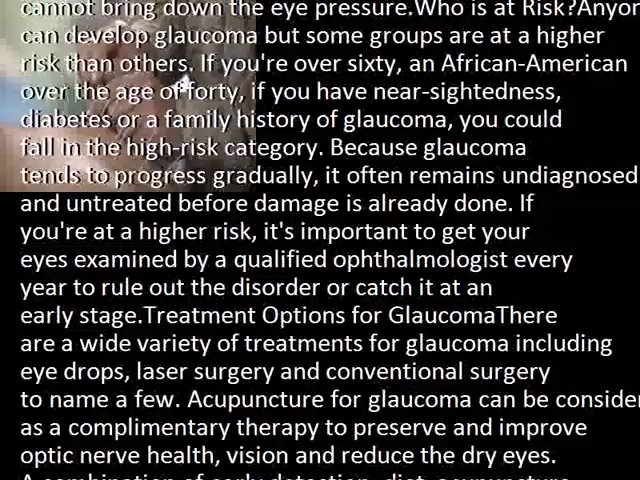 cannot bring down the eye pressure.Who is at Risk?Anyon
can develop glaucoma but some groups are at a higher
risk than others. If you're over sixty, an African-American
over the age of forty, if you have near-sightedness,
diabetes or a family history of glaucoma, you could
fall in the high-risk category. Because glaucoma
tends to progress gradually, it often remains undiagnosed
and untreated before damage is already done. If
you're at a higher risk, it's important to get your
eyes examined by a qualified ophthalmologist every
year to rule out the disorder or catch it at an
early stage.Treatment Options for GlaucomaThere
are a wide variety of treatments for glaucoma including
eye drops, laser surgery and conventional surgery
to name a few. Acupuncture for glaucoma can be consider
as a complimentary therapy to preserve and improve
optic nerve health, vision and reduce the dry eyes.
A combination of early detection, diet, acupuncture